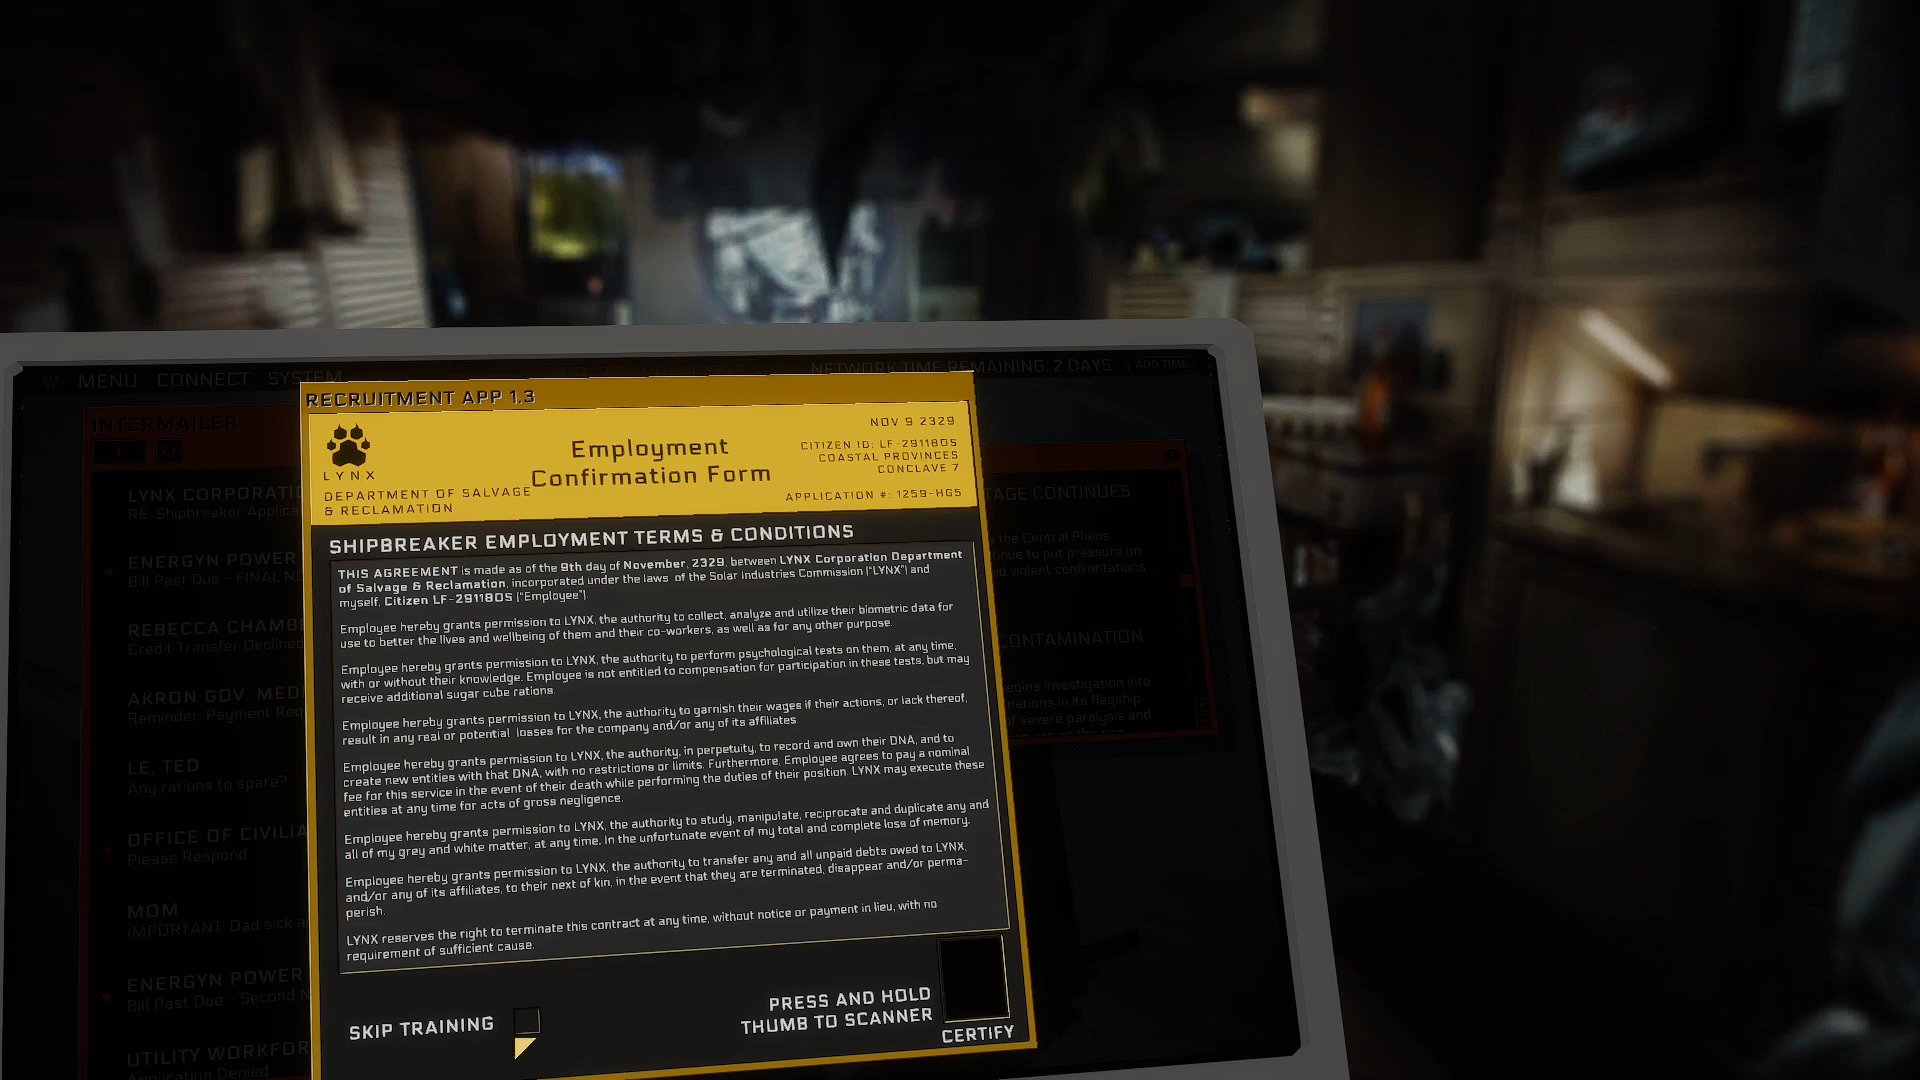 MENU CONNECT SYSTEM
NETWORK TIME REMAINING: 2 DAYS
ADD TIME
RECRUITMENT APP 1.3
LYNX
DEPARTMENT OF SALVAGE
& RECLAMATION
Employment
Confirmation Form
NOV 9 2329
CITIZEN ID: LF-29118DS
COASTAL PROVINCES
CONCLAVE 7
APPLICATION #: 1259-HG5
SHIPBREAKER EMPLOYMENT TERMS & CONDITIONS
THIS AGREEMENT is made as of the 9th day of November, 2329, between LYNX Corporation Department
of Salvage & Reclamation, incorporated under the laws of the Solar Industries Commission ("LYNX") and
myself, Citizen LF-29118DS ("Employee").
Employee hereby grants permission to LYNX, the authority to collect, analyze and utilize their biometric data for
use to better the lives and wellbeing of them and their co-workers, as well as for any other purpose.
Employee hereby grants permission to LYNX, the authority to perform psychological tests on them, at any time,
with or without their knowledge. Employee is not entitled to compensation for participation in these tests, but may
receive additional sugar cube rations.
Employee hereby grants permission to LYNX, the authority to garnish their wages if their actions, or lack thereof,
result in any real or potential losses for the company and/or any of its affiliates.
Employee hereby grants permission to LYNX, the authority, in perpetuity, to record and own their DNA, and to
create new entities with that DNA, with no restrictions or limits. Furthermore, Employee agrees to pay a nominal
fee for this service in the event of their death while performing the duties of their position. LYNX may execute these
entities at any time for acts of gross negligence.
Employee hereby grants permission to LYNX, the authority to study, manipulate, reciprocate and duplicate any and
all of my grey and white matter, at any time. In the unfortunate event of my total and complete loss of memory.
Employee hereby grants permission to LYNX, the authority to transfer any and all unpaid debts owed to LYNX,
and/or any of its affiliates, to their next of kin, in the event that they are terminated, disappear and/or perma-
perish.
LYNX reserves the right to terminate this contract at any time, without notice or payment in lieu, with no
requirement of sufficient cause.
SKIP TRAINING
PRESS AND HOLD
THUMB TO SCANNER
CERTIFY
INTERMAILER
LYNX CORPORATI
RE: Shipbreaker Applica
ENERGYN POWER
Bill Past Due - FINAL NO
REBECCA CHAMB
Credit Transfer Declined
AKRON GOV. MEDI
Reminder: Payment Req
LE, TED
Any rations to spare?
OFFICE OF CIVILIA
Please Respond
MOM
IMPORTANT: Dad sick a
ENERGYN POWER
Bill Past Due - Second N
UTILITY WORKFOR
Application Denied
TAGE CONTINUES
the Central Plains
tinue to put pressure on
id violent confrontations...
CONTAMINATION
egins investigation into
nations in its flagship
of severe paralysis and